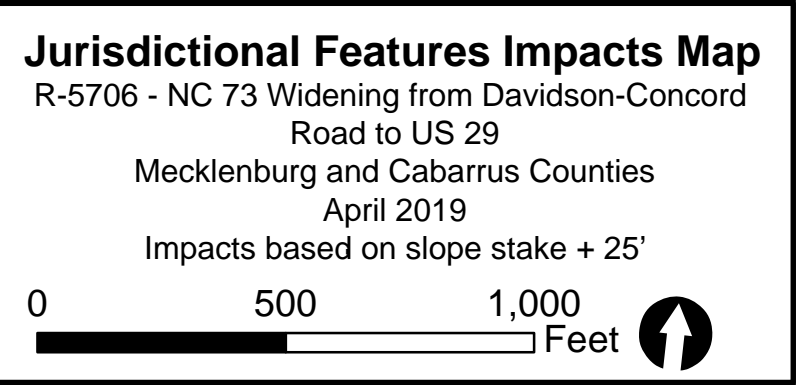 Jurisdictional Features Impacts Map
R-5706 - NC 73 Widening from Davidson-Concord
Road to US 29
Mecklenburg and Cabarrus Counties
April 2019
Impacts based on slope stake + 25’
0 500 1,000
Feet